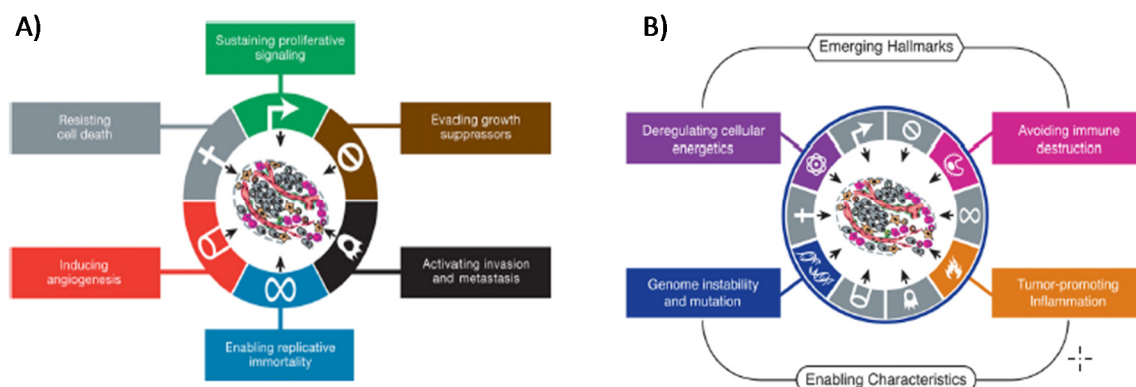 A)
Sustaining proliferative
signaling
Resisting
cell death
Evading growth
suppressors
Inducing
angiogenesis
Activating invasion
and metastasis
Enabling replicative
immortality
B)
Emerging Hallmarks
Deregulating cellular
energetics
Avoiding immune
destruction
Genome instability
and mutation
Tumor-promoting
Inflammation
Enabling Characteristics